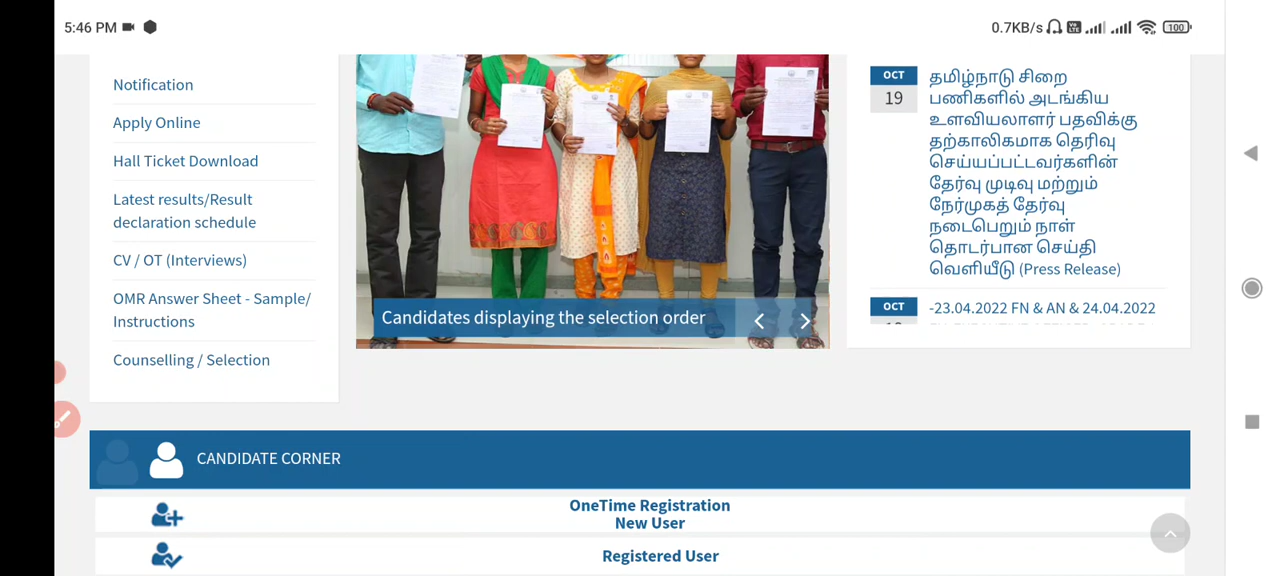 5:46 PM
0.7KB/s
100
Notification
Apply Online
Hall Ticket Download
Latest results/Result
declaration schedule
CV / OT (Interviews)
OMR Answer Sheet - Sample/
Instructions
Counselling / Selection
Candidates displaying the selection order
OCT
19
தமிழ்நாடு சிறை
பணிகளில் அடங்கிய
உளவியலாளர் பதவிக்கு
தற்காலிகமாக தெரிவு
செய்யப்பட்டவர்களின்
தேர்வு முடிவு மற்றும்
நேர்முகத் தேர்வு
நடைபெறும் நாள்
தொடர்பான செய்தி
வெளியீடு (Press Release)
OCT
-23.04.2022 FN & AN & 24.04.2022
CANDIDATE CORNER
OneTime Registration
New User
Registered User